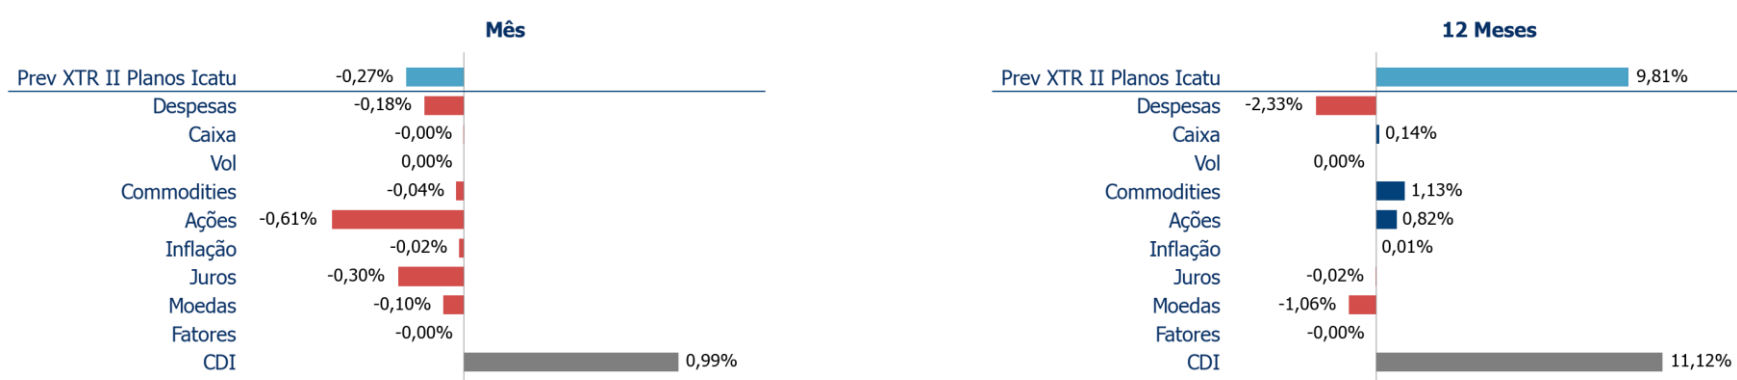 Mês
Prev XTR II Planos Icatu -0,27%
Despesas -0,18%
Caixa -0,00%
Vol 0,00%
Commodities -0,04%
Ações -0,61%
Inflação -0,02%
Juros -0,30%
Moedas -0,10%
Fatores -0,00%
CDI 0,99%
12 Meses
Prev XTR II Planos Icatu 9,81%
Despesas -2,33%
Caixa 0,14%
Vol 0,00%
Commodities 1,13%
Ações 0,82%
Inflação 0,01%
Juros -0,02%
Moedas -1,06%
Fatores -0,00%
CDI 11,12%